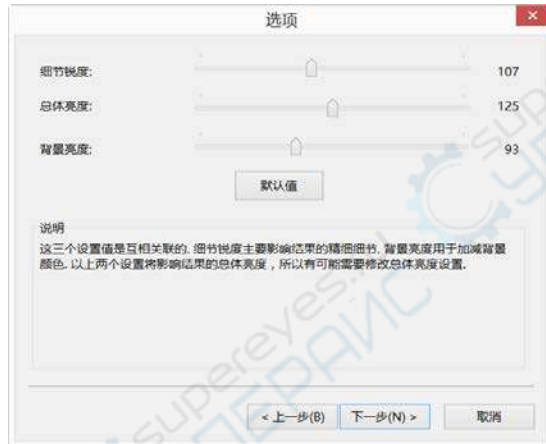 选项
细节锐度: 107
总体亮度: 125
背景亮度: 93
默认值
说明
这三个设置值是互相关联的. 细节锐度主要影响结果的精细细节. 背景亮度用于加减背景
颜色. 以上两个设置将影响结果的总体亮度，所以有可能需要修改总体亮度设置.
< 上一步(B) 下一步(N) > 取消
supereyes.ru
СУПЕРАЙС